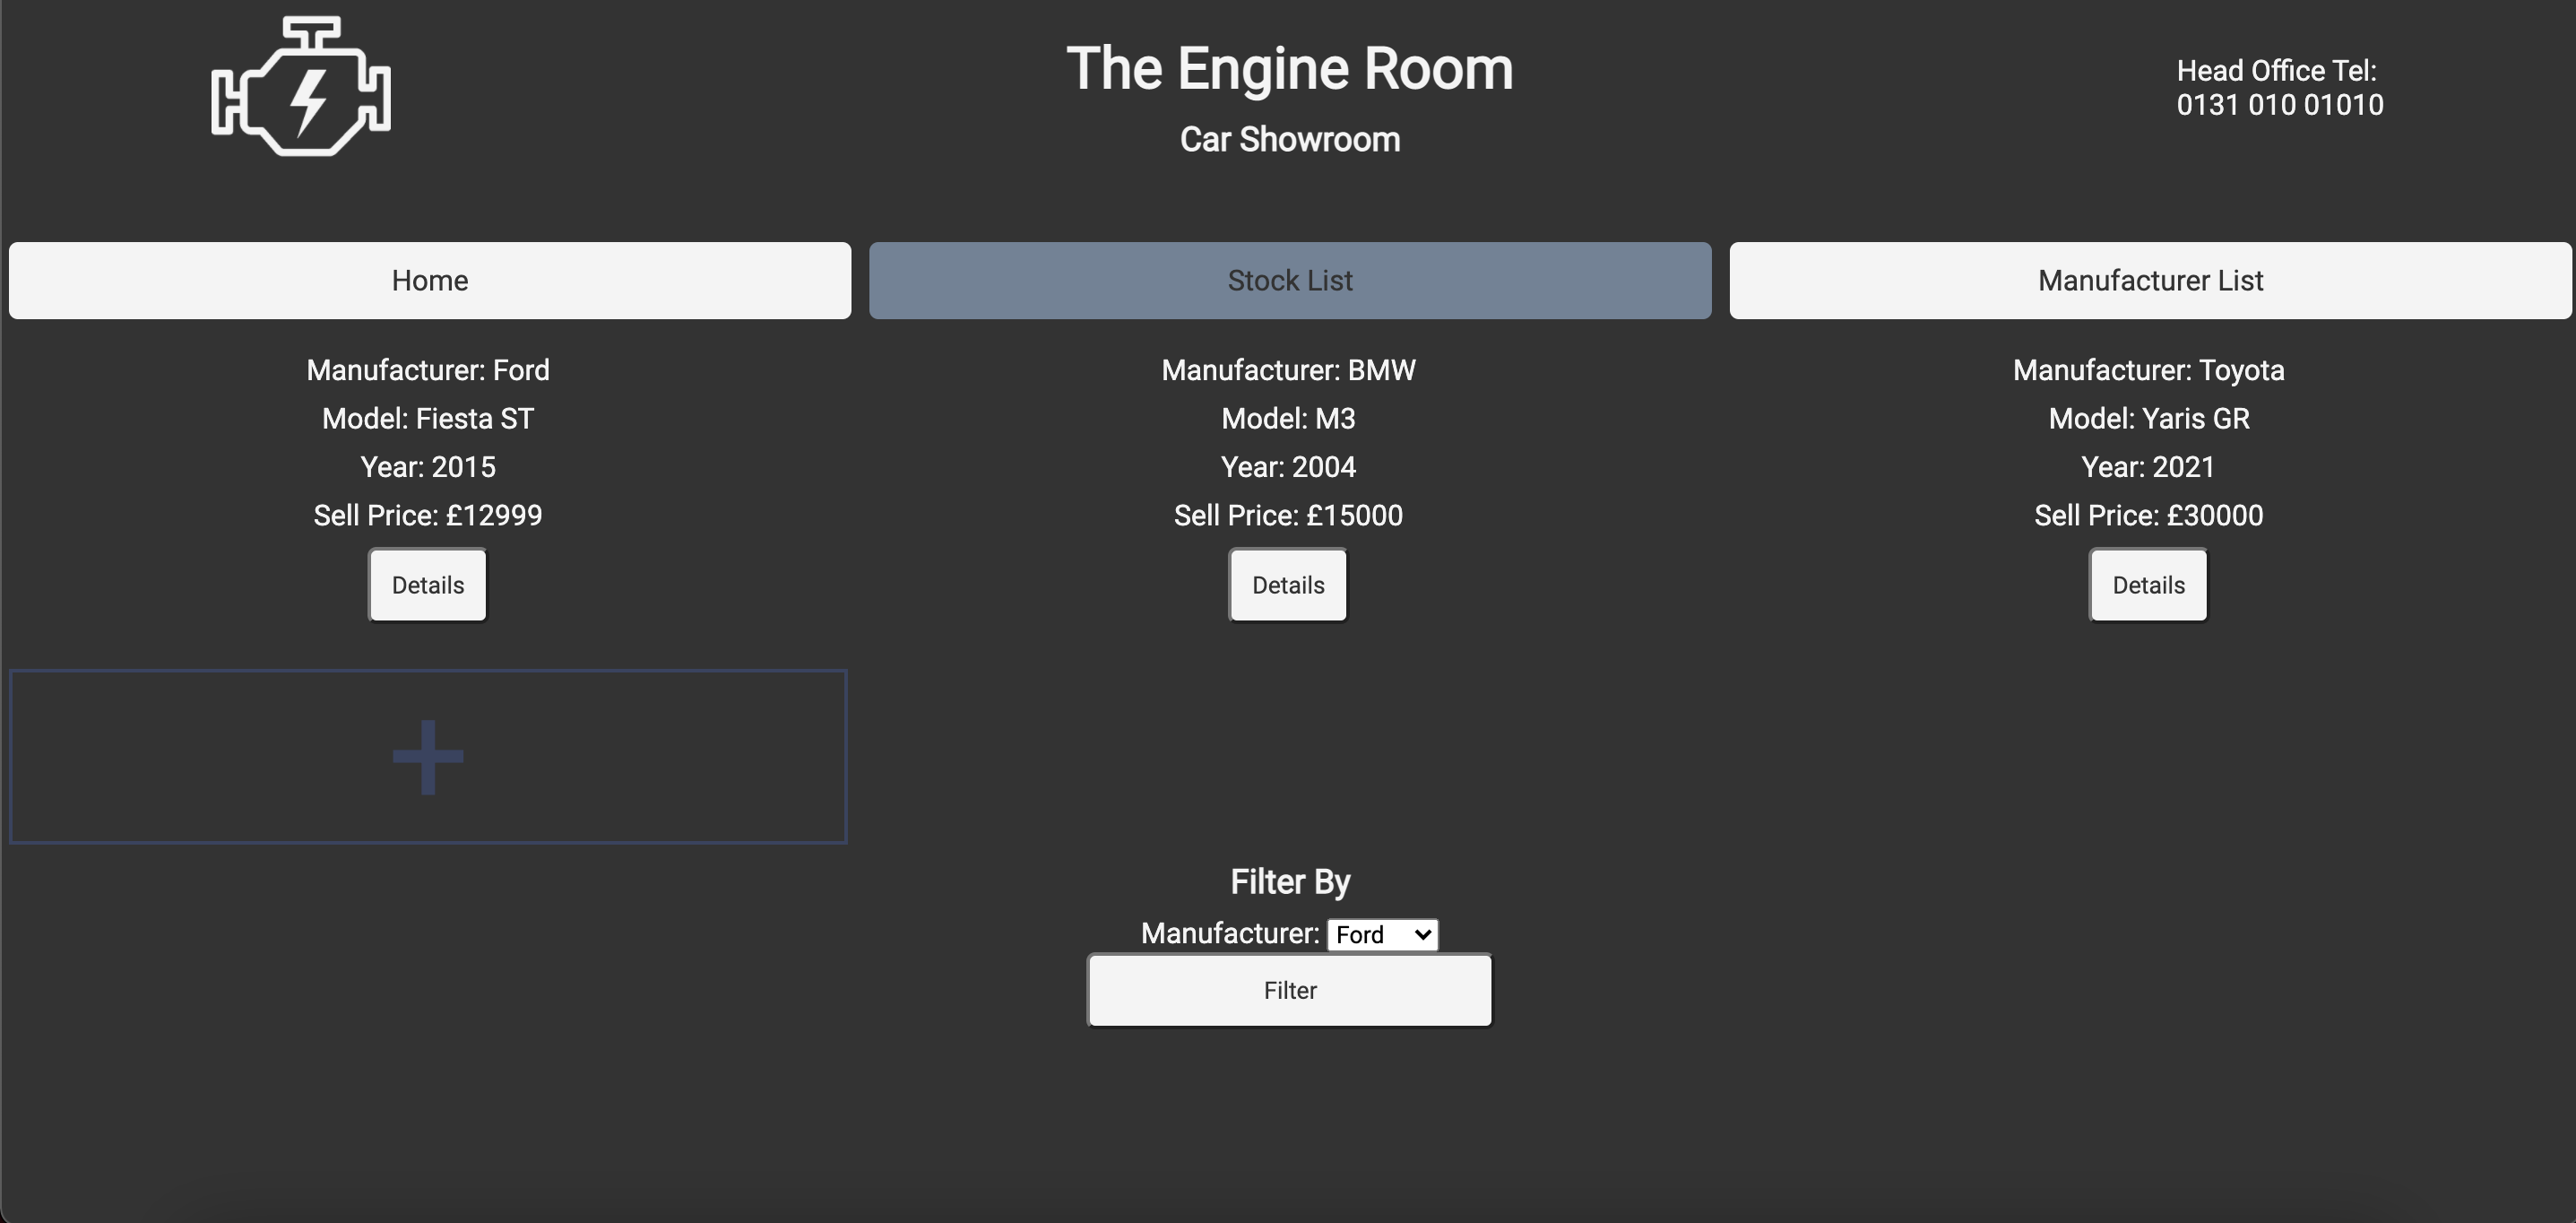 The Engine Room
Car Showroom
Head Office Tel:
0131 010 01010
Home
Stock List
Manufacturer List
Manufacturer: Ford
Model: Fiesta ST
Year: 2015
Sell Price: £12999
Details
Manufacturer: BMW
Model: M3
Year: 2004
Sell Price: £15000
Details
Manufacturer: Toyota
Model: Yaris GR
Year: 2021
Sell Price: £30000
Details
+
Filter By
Manufacturer: Ford
Filter